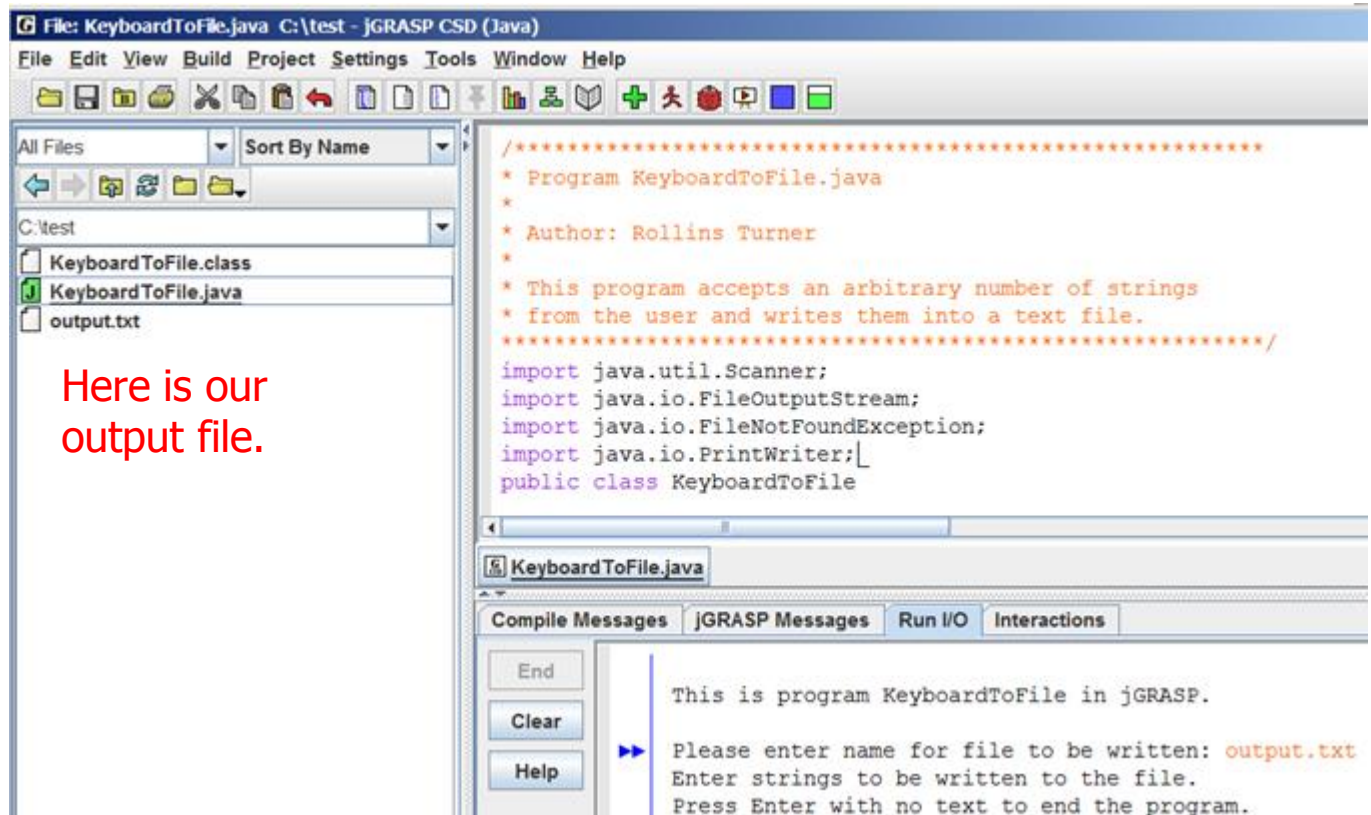 File: KeyboardToFile.java C:\test - jGRASP CSD (Java)
File Edit View Build Project Settings Tools Window Help
All Files Sort By Name
C:\test
KeyboardToFile.class
KeyboardToFile.java
output.txt
Here is our
output file.
/*********************************************************
* Program KeyboardToFile.java
*
* Author: Rollins Turner
*
* This program accepts an arbitrary number of strings
* from the user and writes them into a text file.
**********************************************************/
import java.util.Scanner;
import java.io.FileOutputStream;
import java.io.FileNotFoundException;
import java.io.PrintWriter;
public class KeyboardToFile
KeyboardToFile.java
Compile Messages jGRASP Messages Run I/O Interactions
End
Clear
Help
This is program KeyboardToFile in jGRASP.
Please enter name for file to be written: output.txt
Enter strings to be written to the file.
Press Enter with no text to end the program.